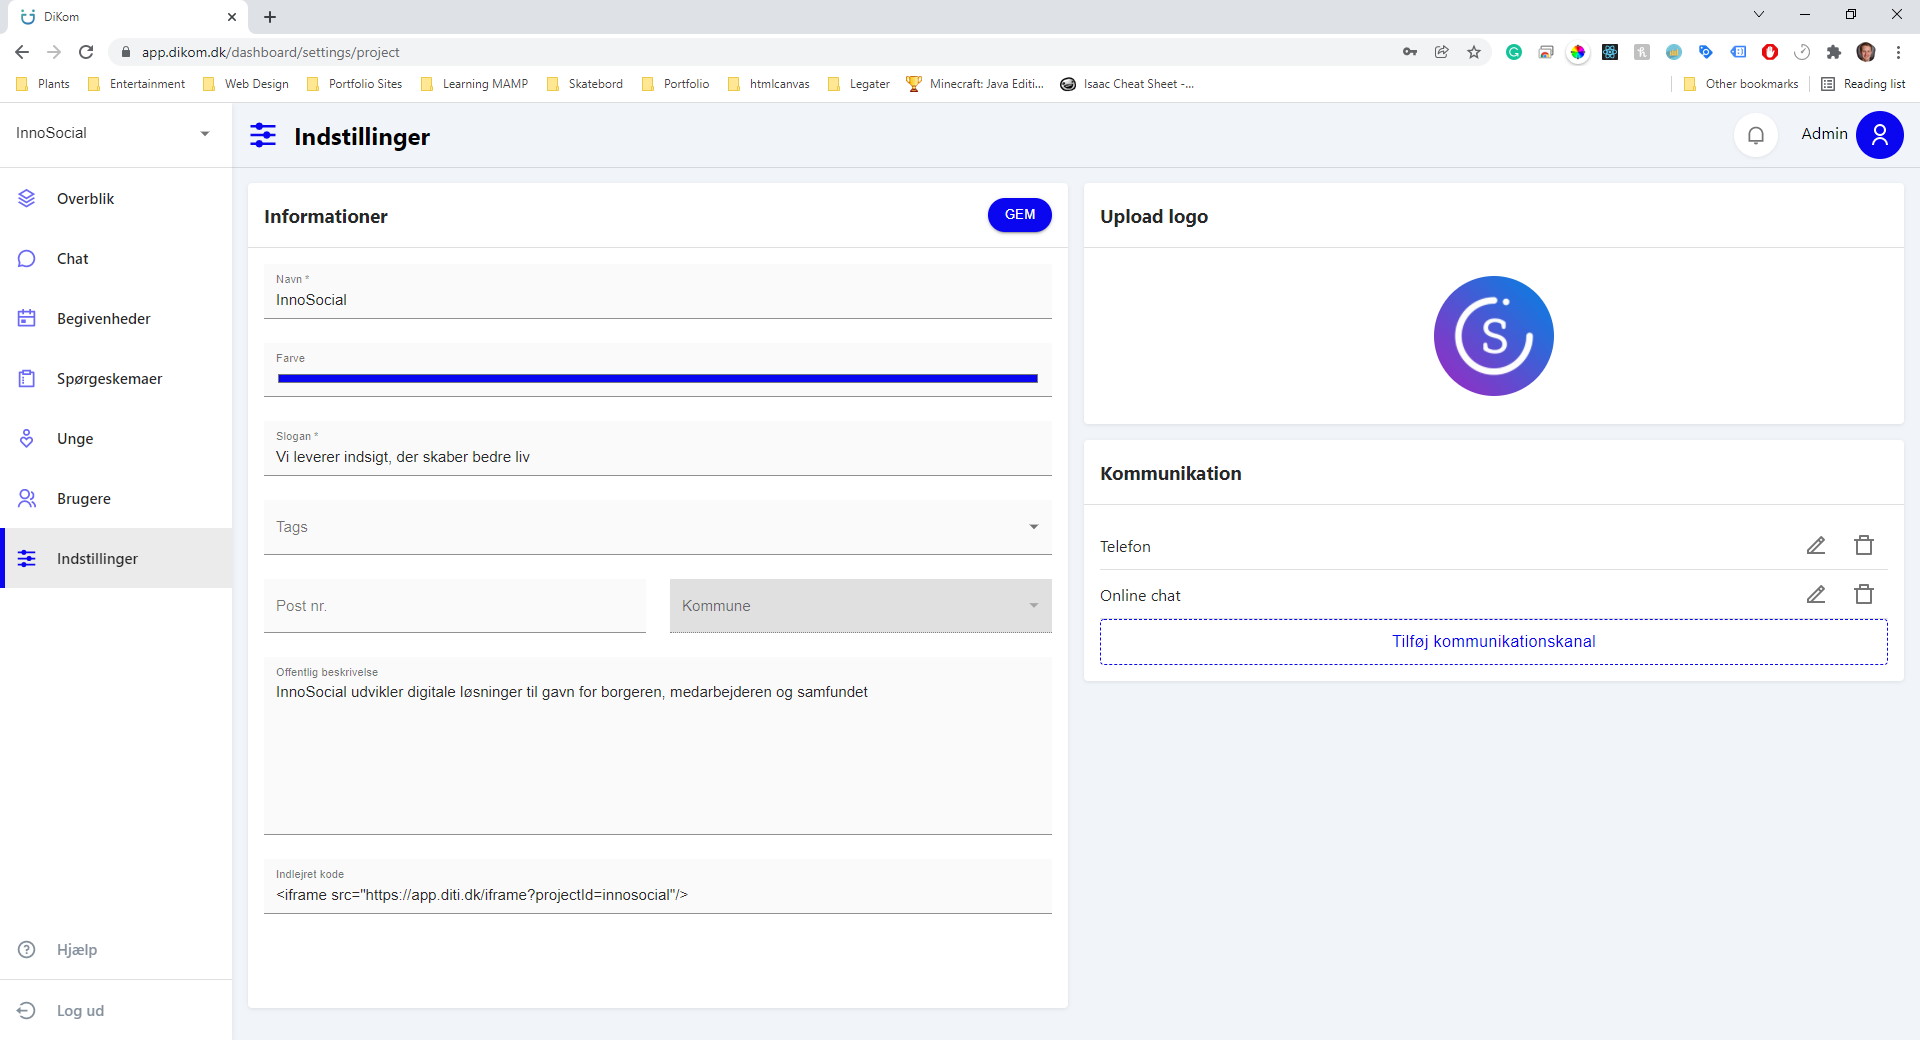 DiKom
app.dikom.dk/dashboard/settings/project
Plants
Entertainment
Web Design
Portfolio Sites
Learning MAMP
Skatebord
Portfolio
htmlcanvas
Legater
Minecraft: Java Editi...
Isaac Cheat Sheet -...
Other bookmarks
Reading list
InnoSocial
Indstillinger
Admin
Overblik
Chat
Begivenheder
Spørgeskemaer
Unge
Brugere
Indstillinger
Hjælp
Log ud
Informationer
GEM
Navn *
InnoSocial
Farve
Slogan *
Vi leverer indsigt, der skaber bedre liv
Tags
Post nr.
Kommune
Offentlig beskrivelse
InnoSocial udvikler digitale løsninger til gavn for borgeren, medarbejderen og samfundet
Indlejret kode
<iframe src="https://app.diti.dk/iframe?projectId=innosocial"/>
Upload logo
S
Kommunikation
Telefon
Online chat
Tilføj kommunikationskanal